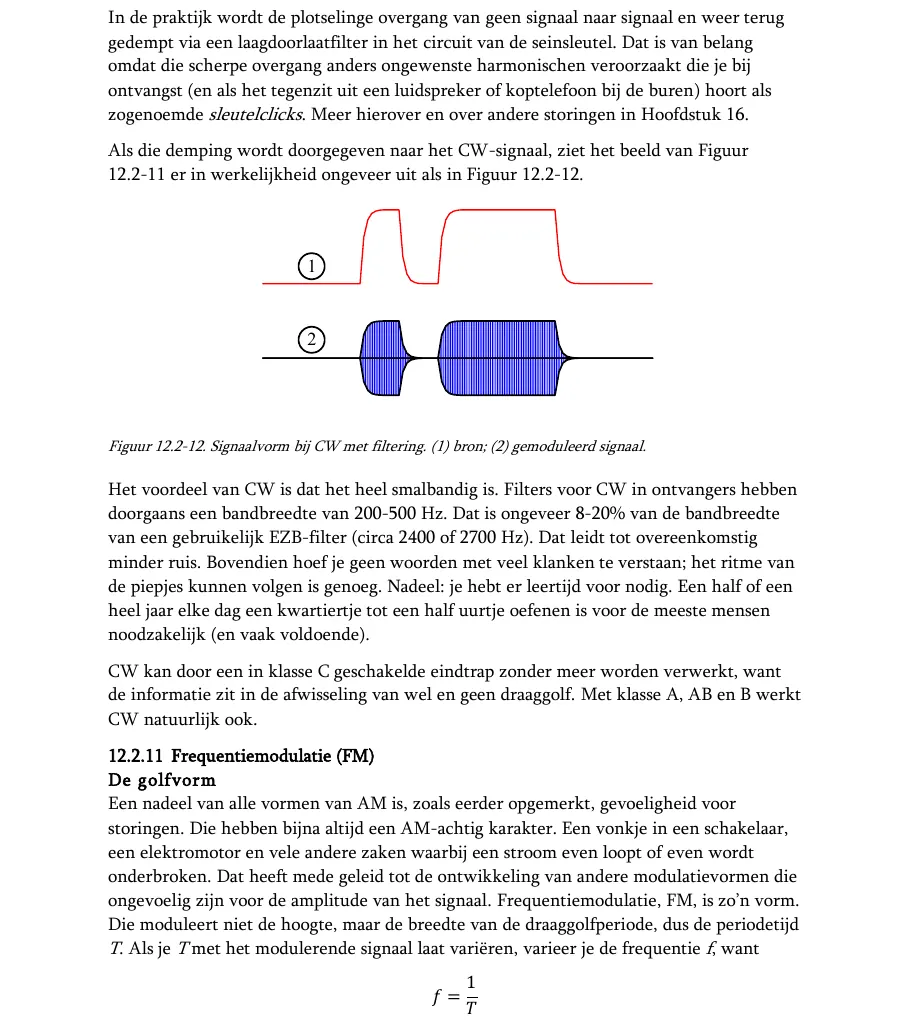 In de praktijk wordt de plotselinge overgang van geen signaal naar signaal en weer terug
gedempt via een laagdoorlaatfilter in het circuit van de seinsleutel. Dat is van belang
omdat die scherpe overgang anders ongewenste harmonischen veroorzaakt die je bij
ontvangst (en als het tegenzit uit een luidspreker of koptelefoon bij de buren) hoort als
zogenoemde sleutelclicks. Meer hierover en over andere storingen in Hoofdstuk 16.
Als die demping wordt doorgegeven naar het CW-signaal, ziet het beeld van Figuur
12.2-11 er in werkelijkheid ongeveer uit als in Figuur 12.2-12.
1
2
Figuur 12.2-12. Signaalvorm bij CW met filtering. (1) bron; (2) gemoduleerd signaal.
Het voordeel van CW is dat het heel smalbandig is. Filters voor CW in ontvangers hebben
doorgaans een bandbreedte van 200-500 Hz. Dat is ongeveer 8-20% van de bandbreedte
van een gebruikelijk EZB-filter (circa 2400 of 2700 Hz). Dat leidt tot overeenkomstig
minder ruis. Bovendien hoef je geen woorden met veel klanken te verstaan; het ritme van
de piepjes kunnen volgen is genoeg. Nadeel: je hebt er leertijd voor nodig. Een half of een
heel jaar elke dag een kwartiertje tot een half uurtje oefenen is voor de meeste mensen
noodzakelijk (en vaak voldoende).
CW kan door een in klasse C geschakelde eindtrap zonder meer worden verwerkt, want
de informatie zit in de afwisseling van wel en geen draaggolf. Met klasse A, AB en B werkt
CW natuurlijk ook.
12.2.11 Frequentiemodulatie (FM)
De golfvorm
Een nadeel van alle vormen van AM is, zoals eerder opgemerkt, gevoeligheid voor
storingen. Die hebben bijna altijd een AM-achtig karakter. Een vonkje in een schakelaar,
een elektromotor en vele andere zaken waarbij een stroom even loopt of even wordt
onderbroken. Dat heeft mede geleid tot de ontwikkeling van andere modulatievormen die
ongevoelig zijn voor de amplitude van het signaal. Frequentiemodulatie, FM, is zo'n vorm.
Die moduleert niet de hoogte, maar de breedte van de draaggolfperiode, dus de periodetijd
T. Als je T met het modulerende signaal laat variëren, varieer je de frequentie f, want
f = 1/T